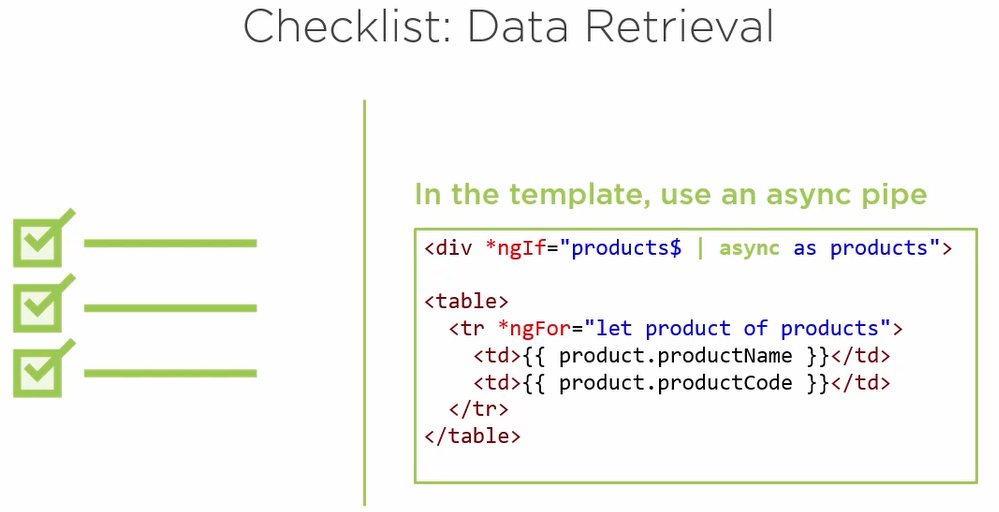 Checklist: Data Retrieval
In the template, use an async pipe
<div *ngIf="products$ | async as products">
<table>
<tr *ngFor="let product of products">
<td>{{ product.productName }}</td>
<td>{{ product.productCode }}</td>
</tr>
</table>